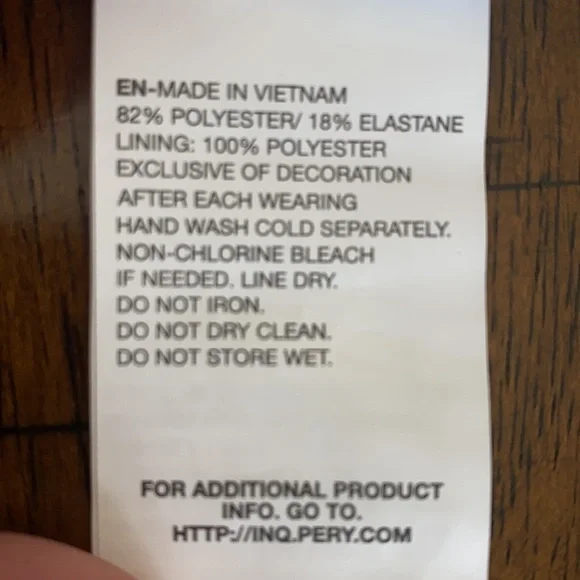 EN-MADE IN VIETNAM
82% POLYESTER/ 18% ELASTANE
LINING: 100% POLYESTER
EXCLUSIVE OF DECORATION
AFTER EACH WEARING
HAND WASH COLD SEPARATELY.
NON-CHLORINE BLEACH
IF NEEDED. LINE DRY.
DO NOT IRON.
DO NOT DRY CLEAN.
DO NOT STORE WET.
FOR ADDITIONAL PRODUCT
INFO. GO TO.
HTTP://INQ.PERY.COM